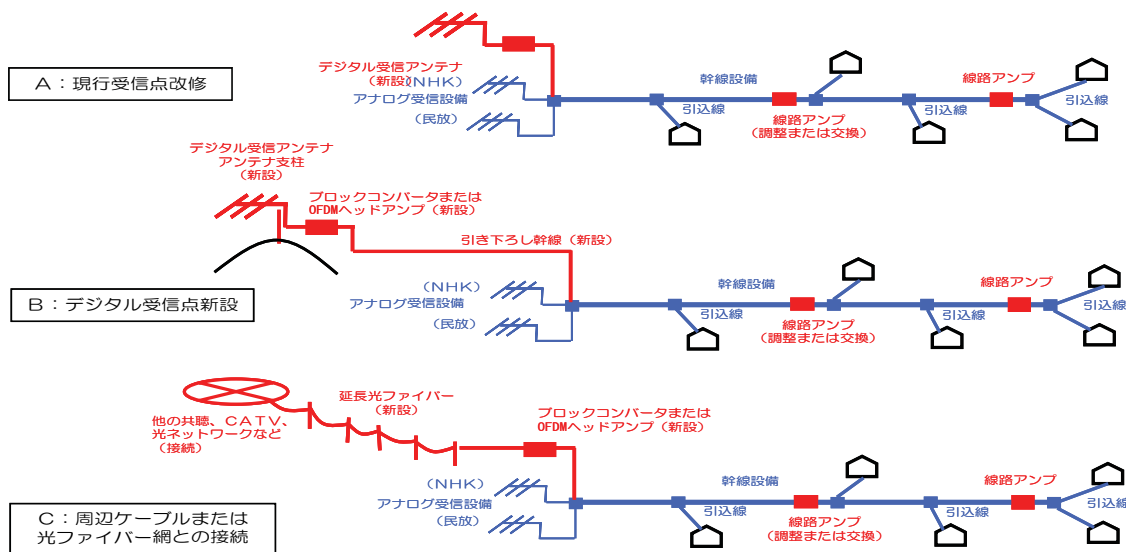 デジタル受信アンテナ
(新設)
(NHK)
アナログ受信設備
(民放)
A：現行受信点改修
引込線
幹線設備
線路アンプ
(調整または交換)
引込線
線路アンプ
引込線
デジタル受信アンテナ
アンテナ支柱
(新設)
ブロックコンバータまたは
OFDMヘッドアンプ(新設)
引き下ろし幹線(新設)
B：デジタル受信点新設
(NHK)
アナログ受信設備
(民放)
引込線
幹線設備
線路アンプ
(調整または交換)
引込線
線路アンプ
引込線
他の共聴、CATV、
光ネットワークなど
(接続)
延長光ファイバー
(新設)
ブロックコンバータまたは
OFDMヘッドアンプ(新設)
C：周辺ケーブルまたは
光ファイバー網との接続
(NHK)
アナログ受信設備
(民放)
引込線
幹線設備
線路アンプ
(調整または交換)
引込線
線路アンプ
引込線